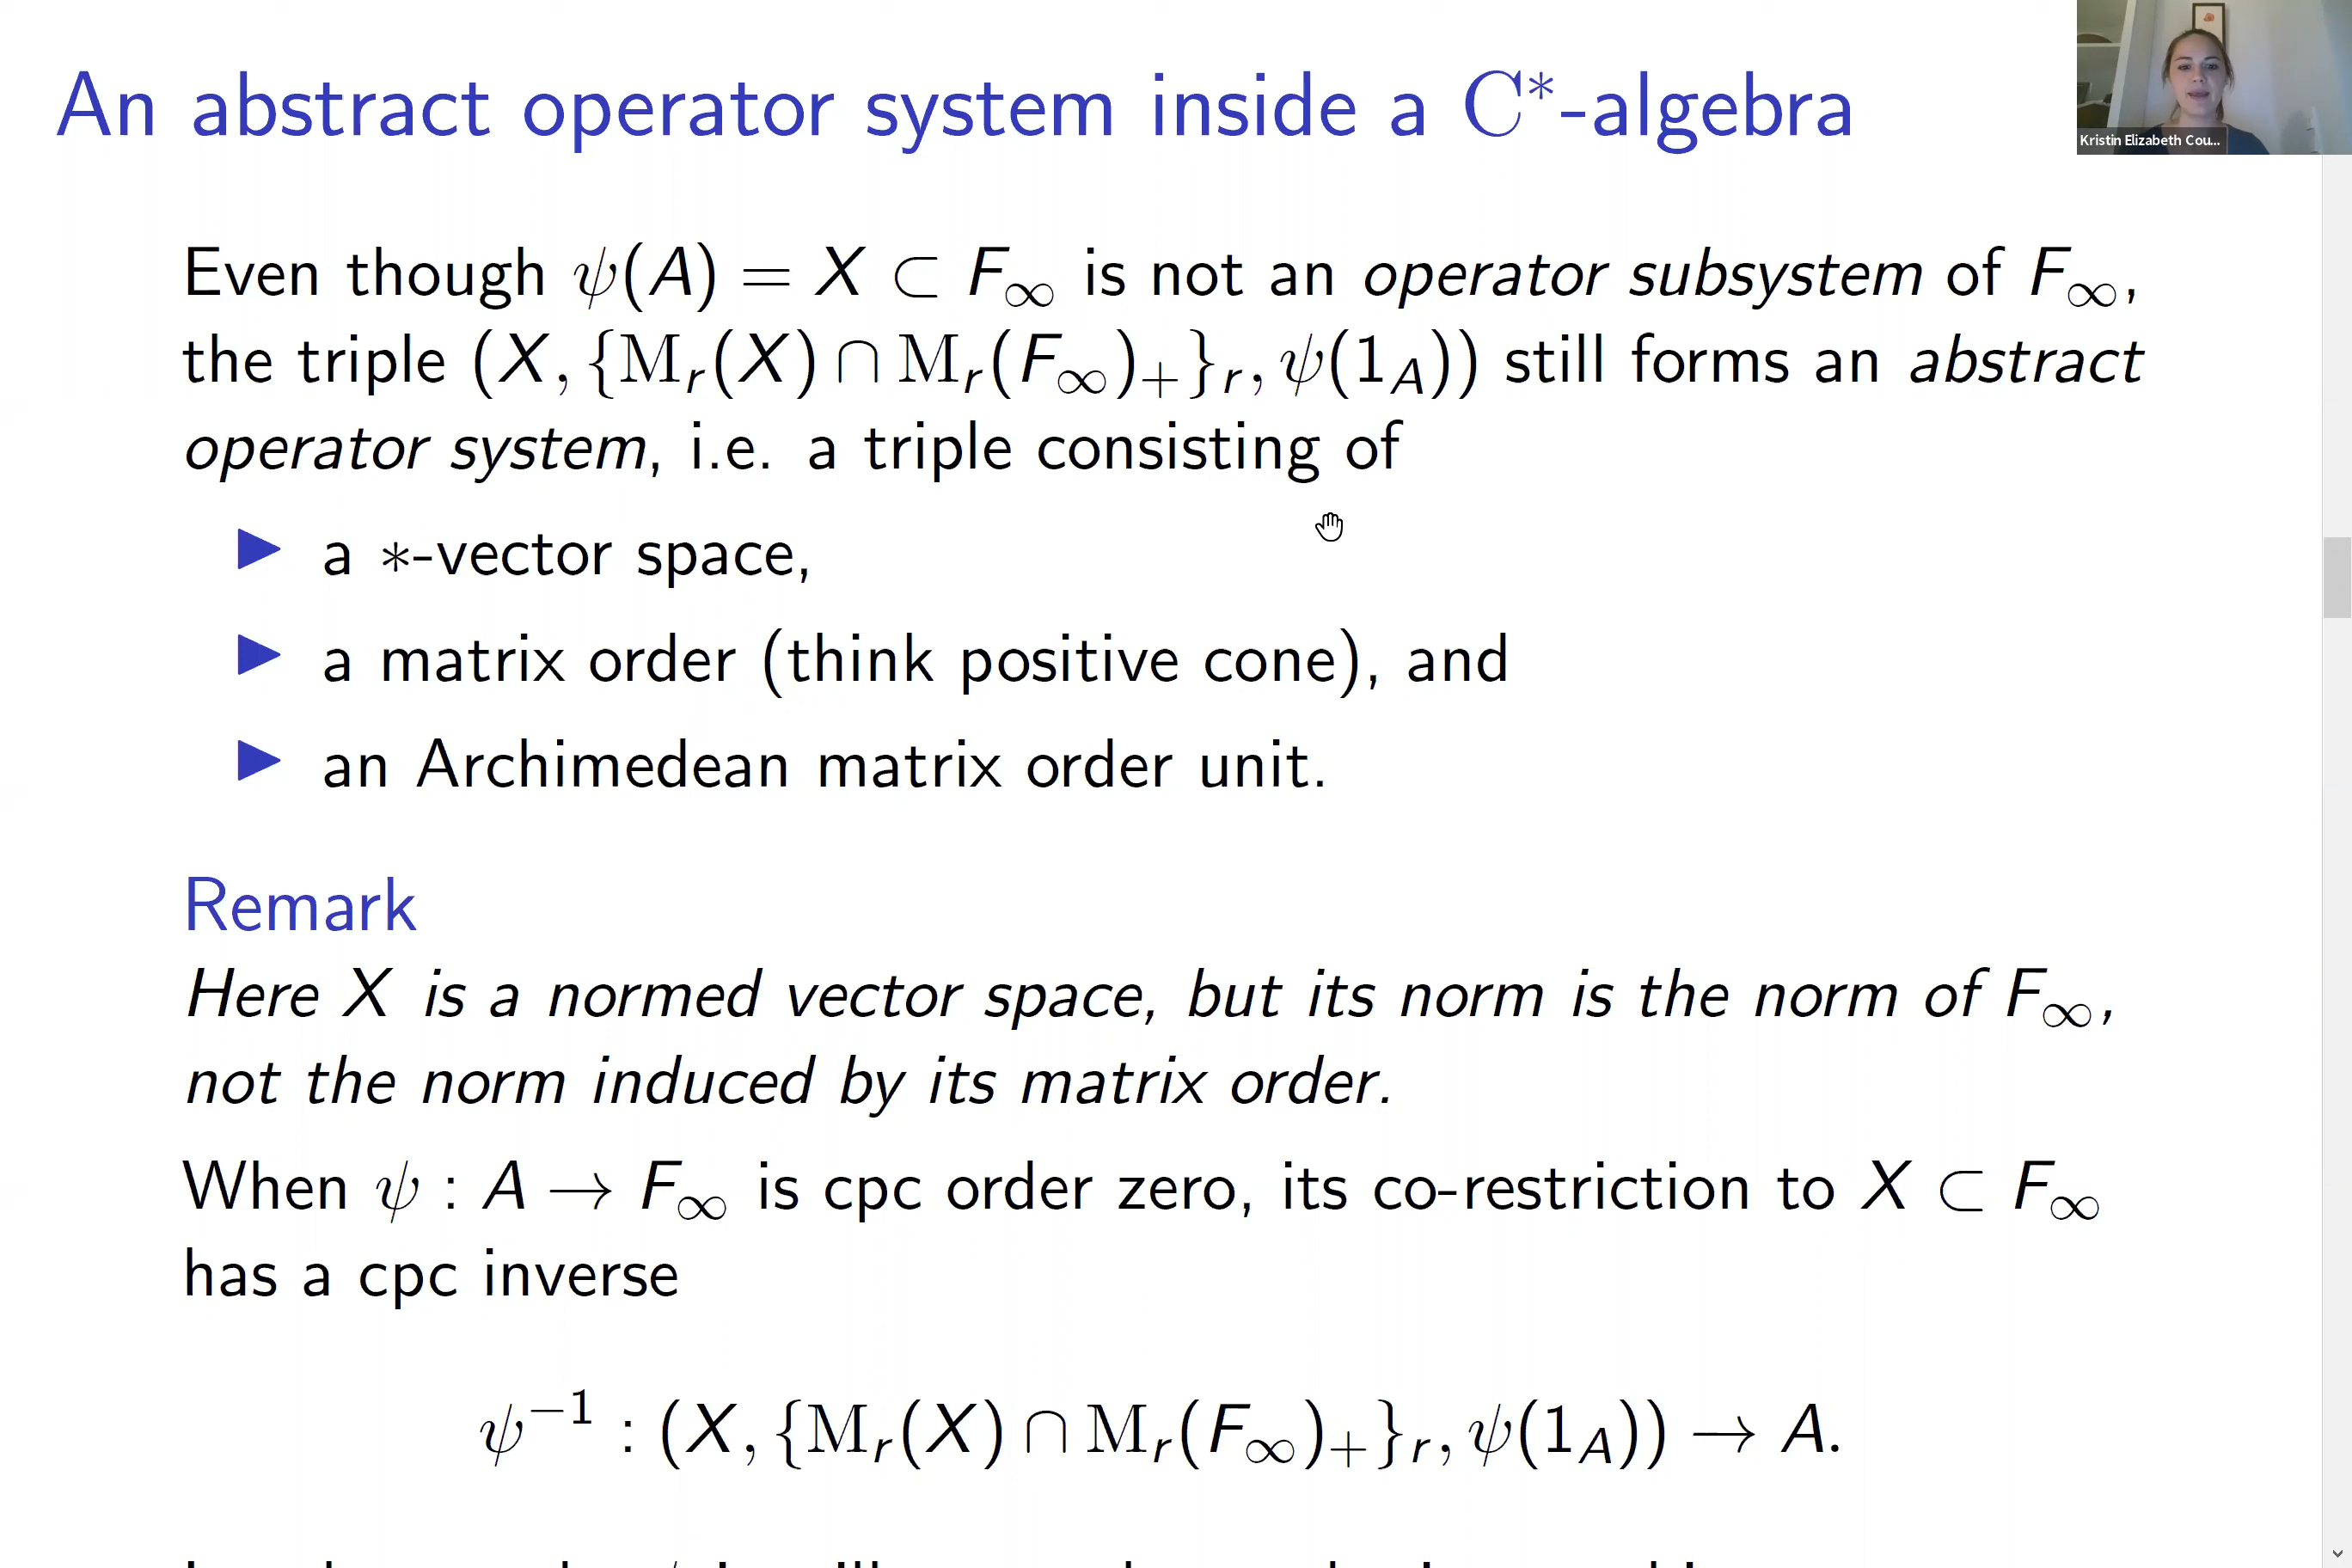 An abstract operator system inside a C*-algebra
Kristin Elizabeth Cou...
Even though ψ(A) = X ⊂ F∞ is not an operator subsystem of F∞,
the triple (X, {Mᵣ(X) ∩ Mᵣ(F∞)₊}ᵣ, ψ(1_A)) still forms an abstract
operator system, i.e. a triple consisting of
▶ a *-vector space,
▶ a matrix order (think positive cone), and
▶ an Archimedean matrix order unit.
Remark
Here X is a normed vector space, but its norm is the norm of F∞,
not the norm induced by its matrix order.
When ψ : A → F∞ is cpc order zero, its co-restriction to X ⊂ F∞
has a cpc inverse
ψ⁻¹ : (X, {Mᵣ(X) ∩ Mᵣ(F∞)₊}ᵣ, ψ(1_A)) → A.